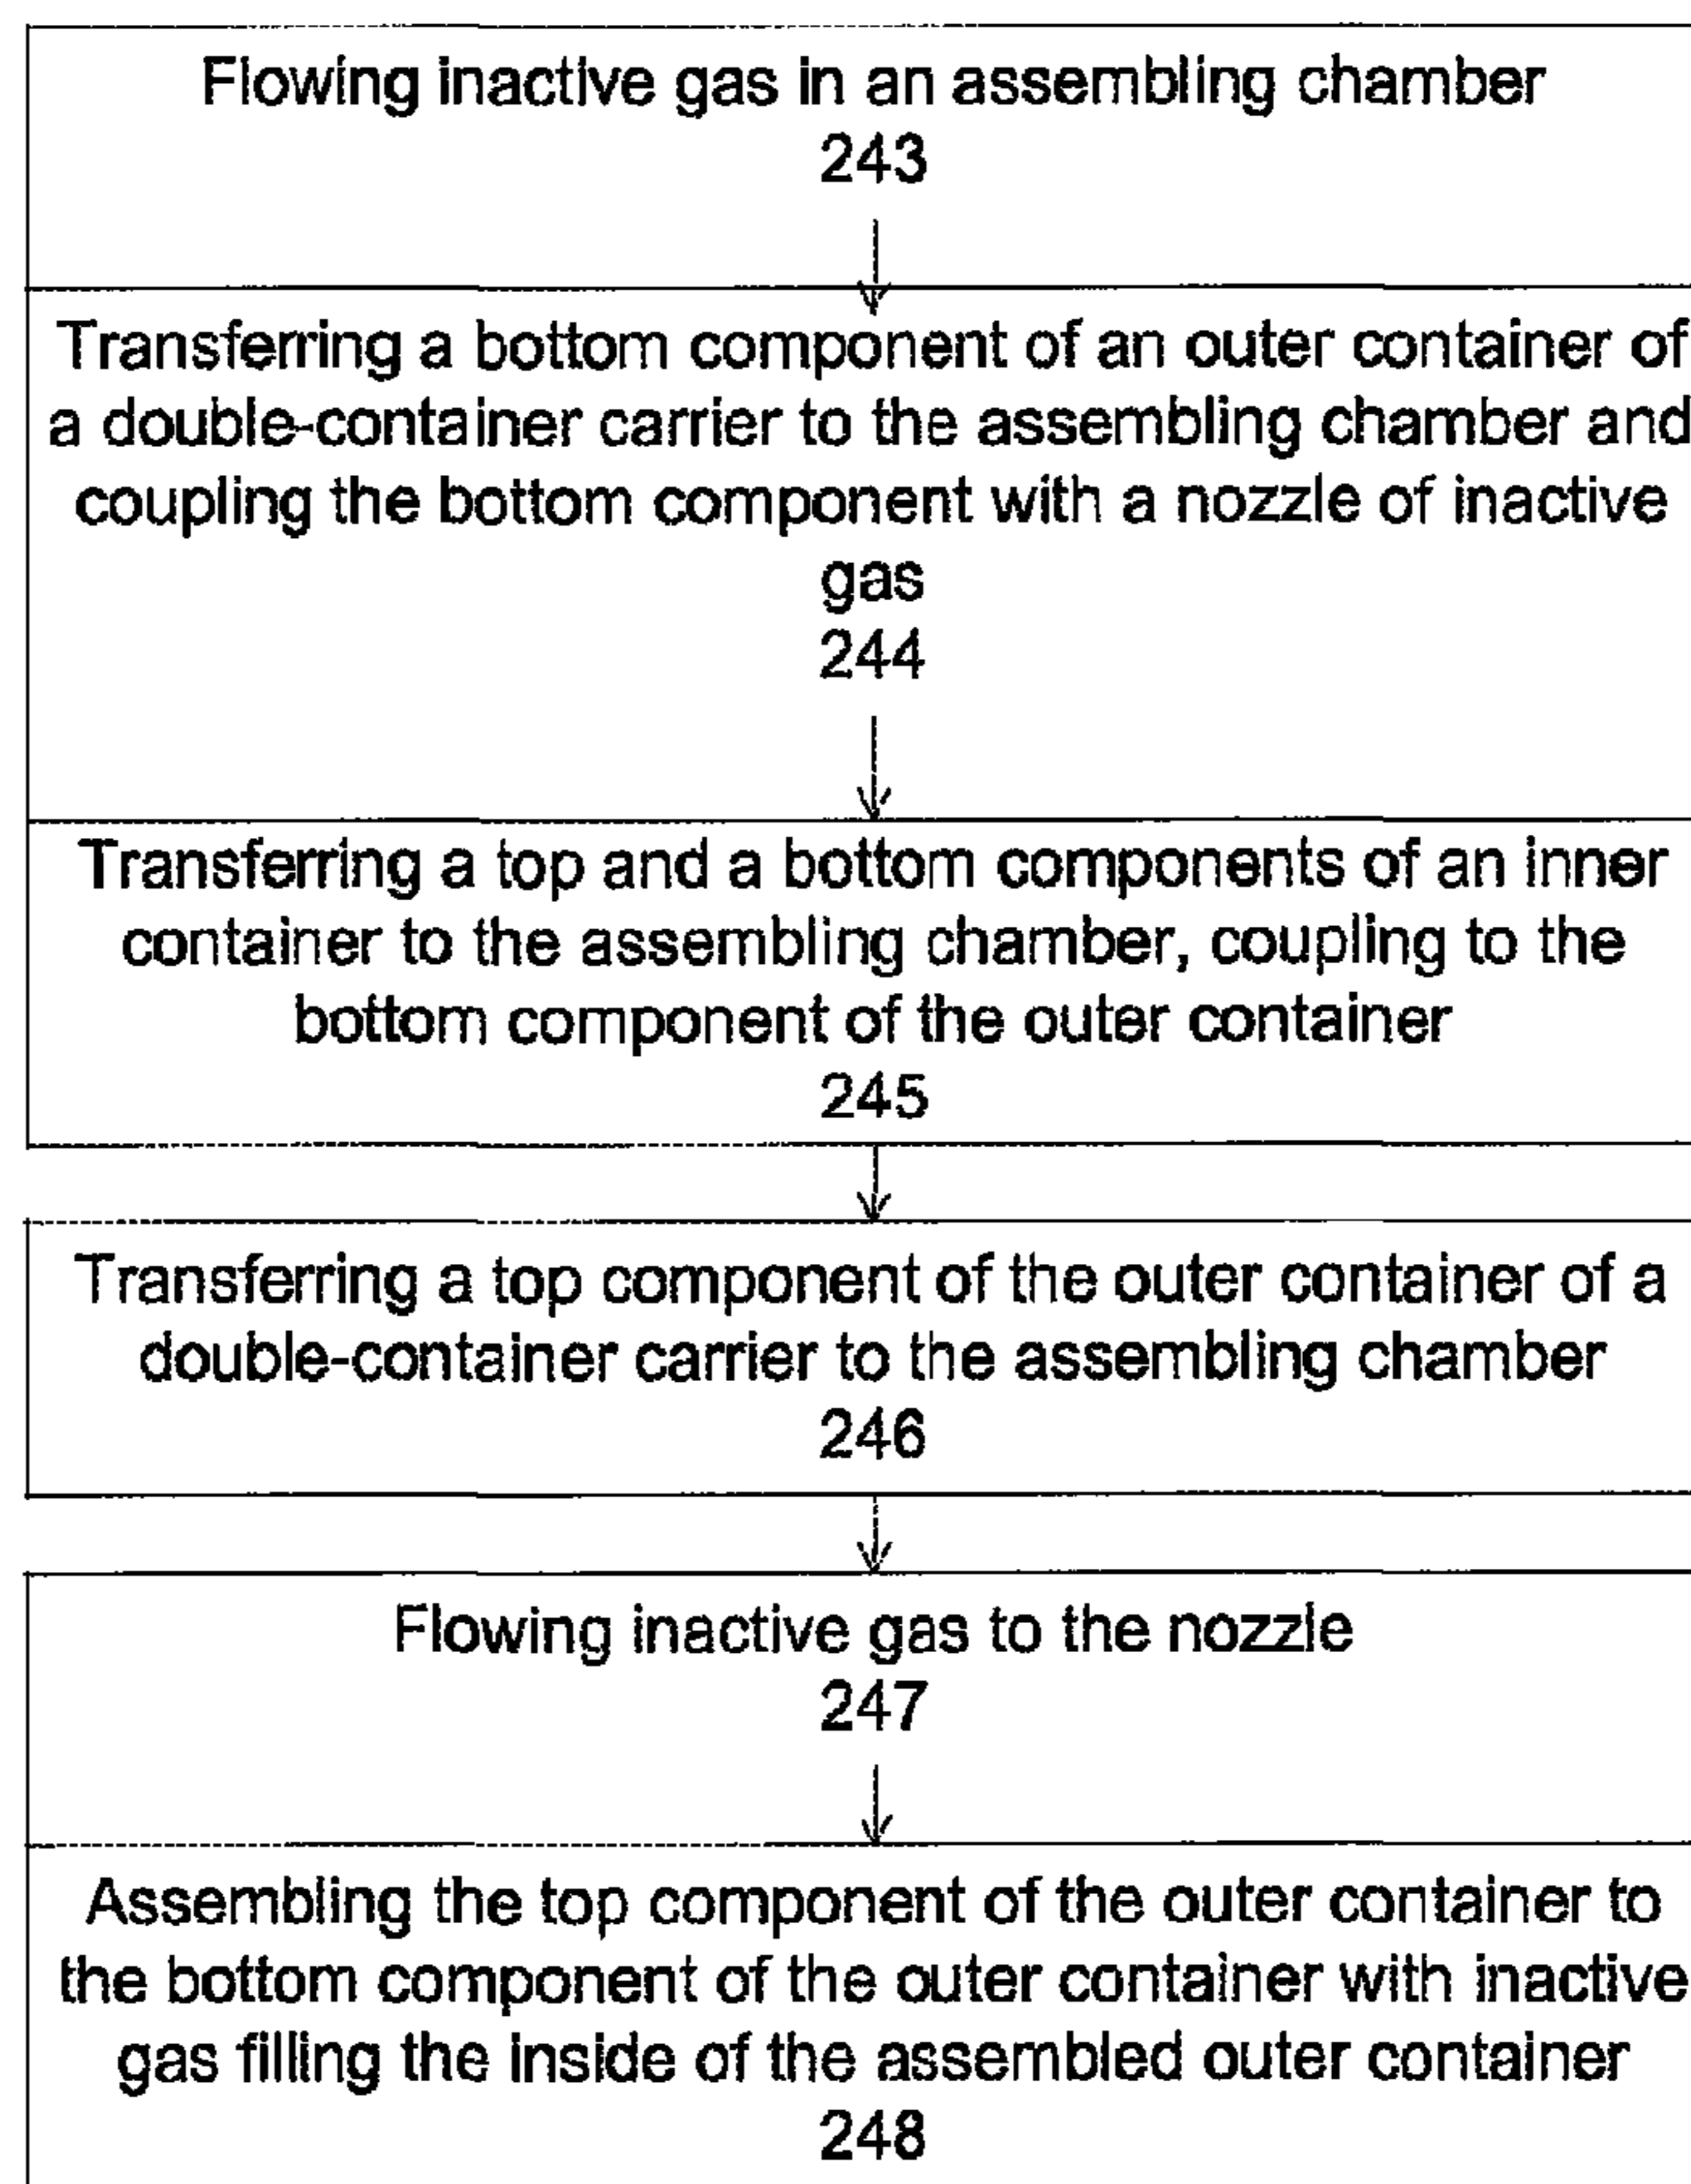 Flowing inactive gas in an assembling chamber
243
Transferring a bottom component of an outer container of
a double-container carrier to the assembling chamber and
coupling the bottom component with a nozzle of inactive
gas
244
Transferring a top and a bottom components of an inner
container to the assembling chamber, coupling to the
bottom component of the outer container
245
Transferring a top component of the outer container of a
double-container carrier to the assembling chamber
246
Flowing inactive gas to the nozzle
247
Assembling the top component of the outer container to
the bottom component of the outer container with inactive
gas filling the inside of the assembled outer container
248